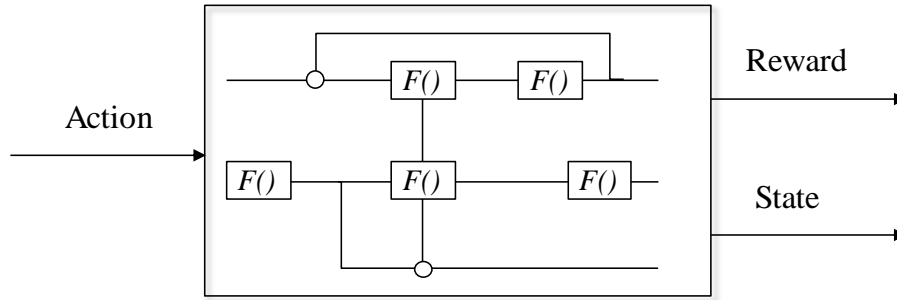 F()
F()
Reward
Action
F()
F()
F()
State